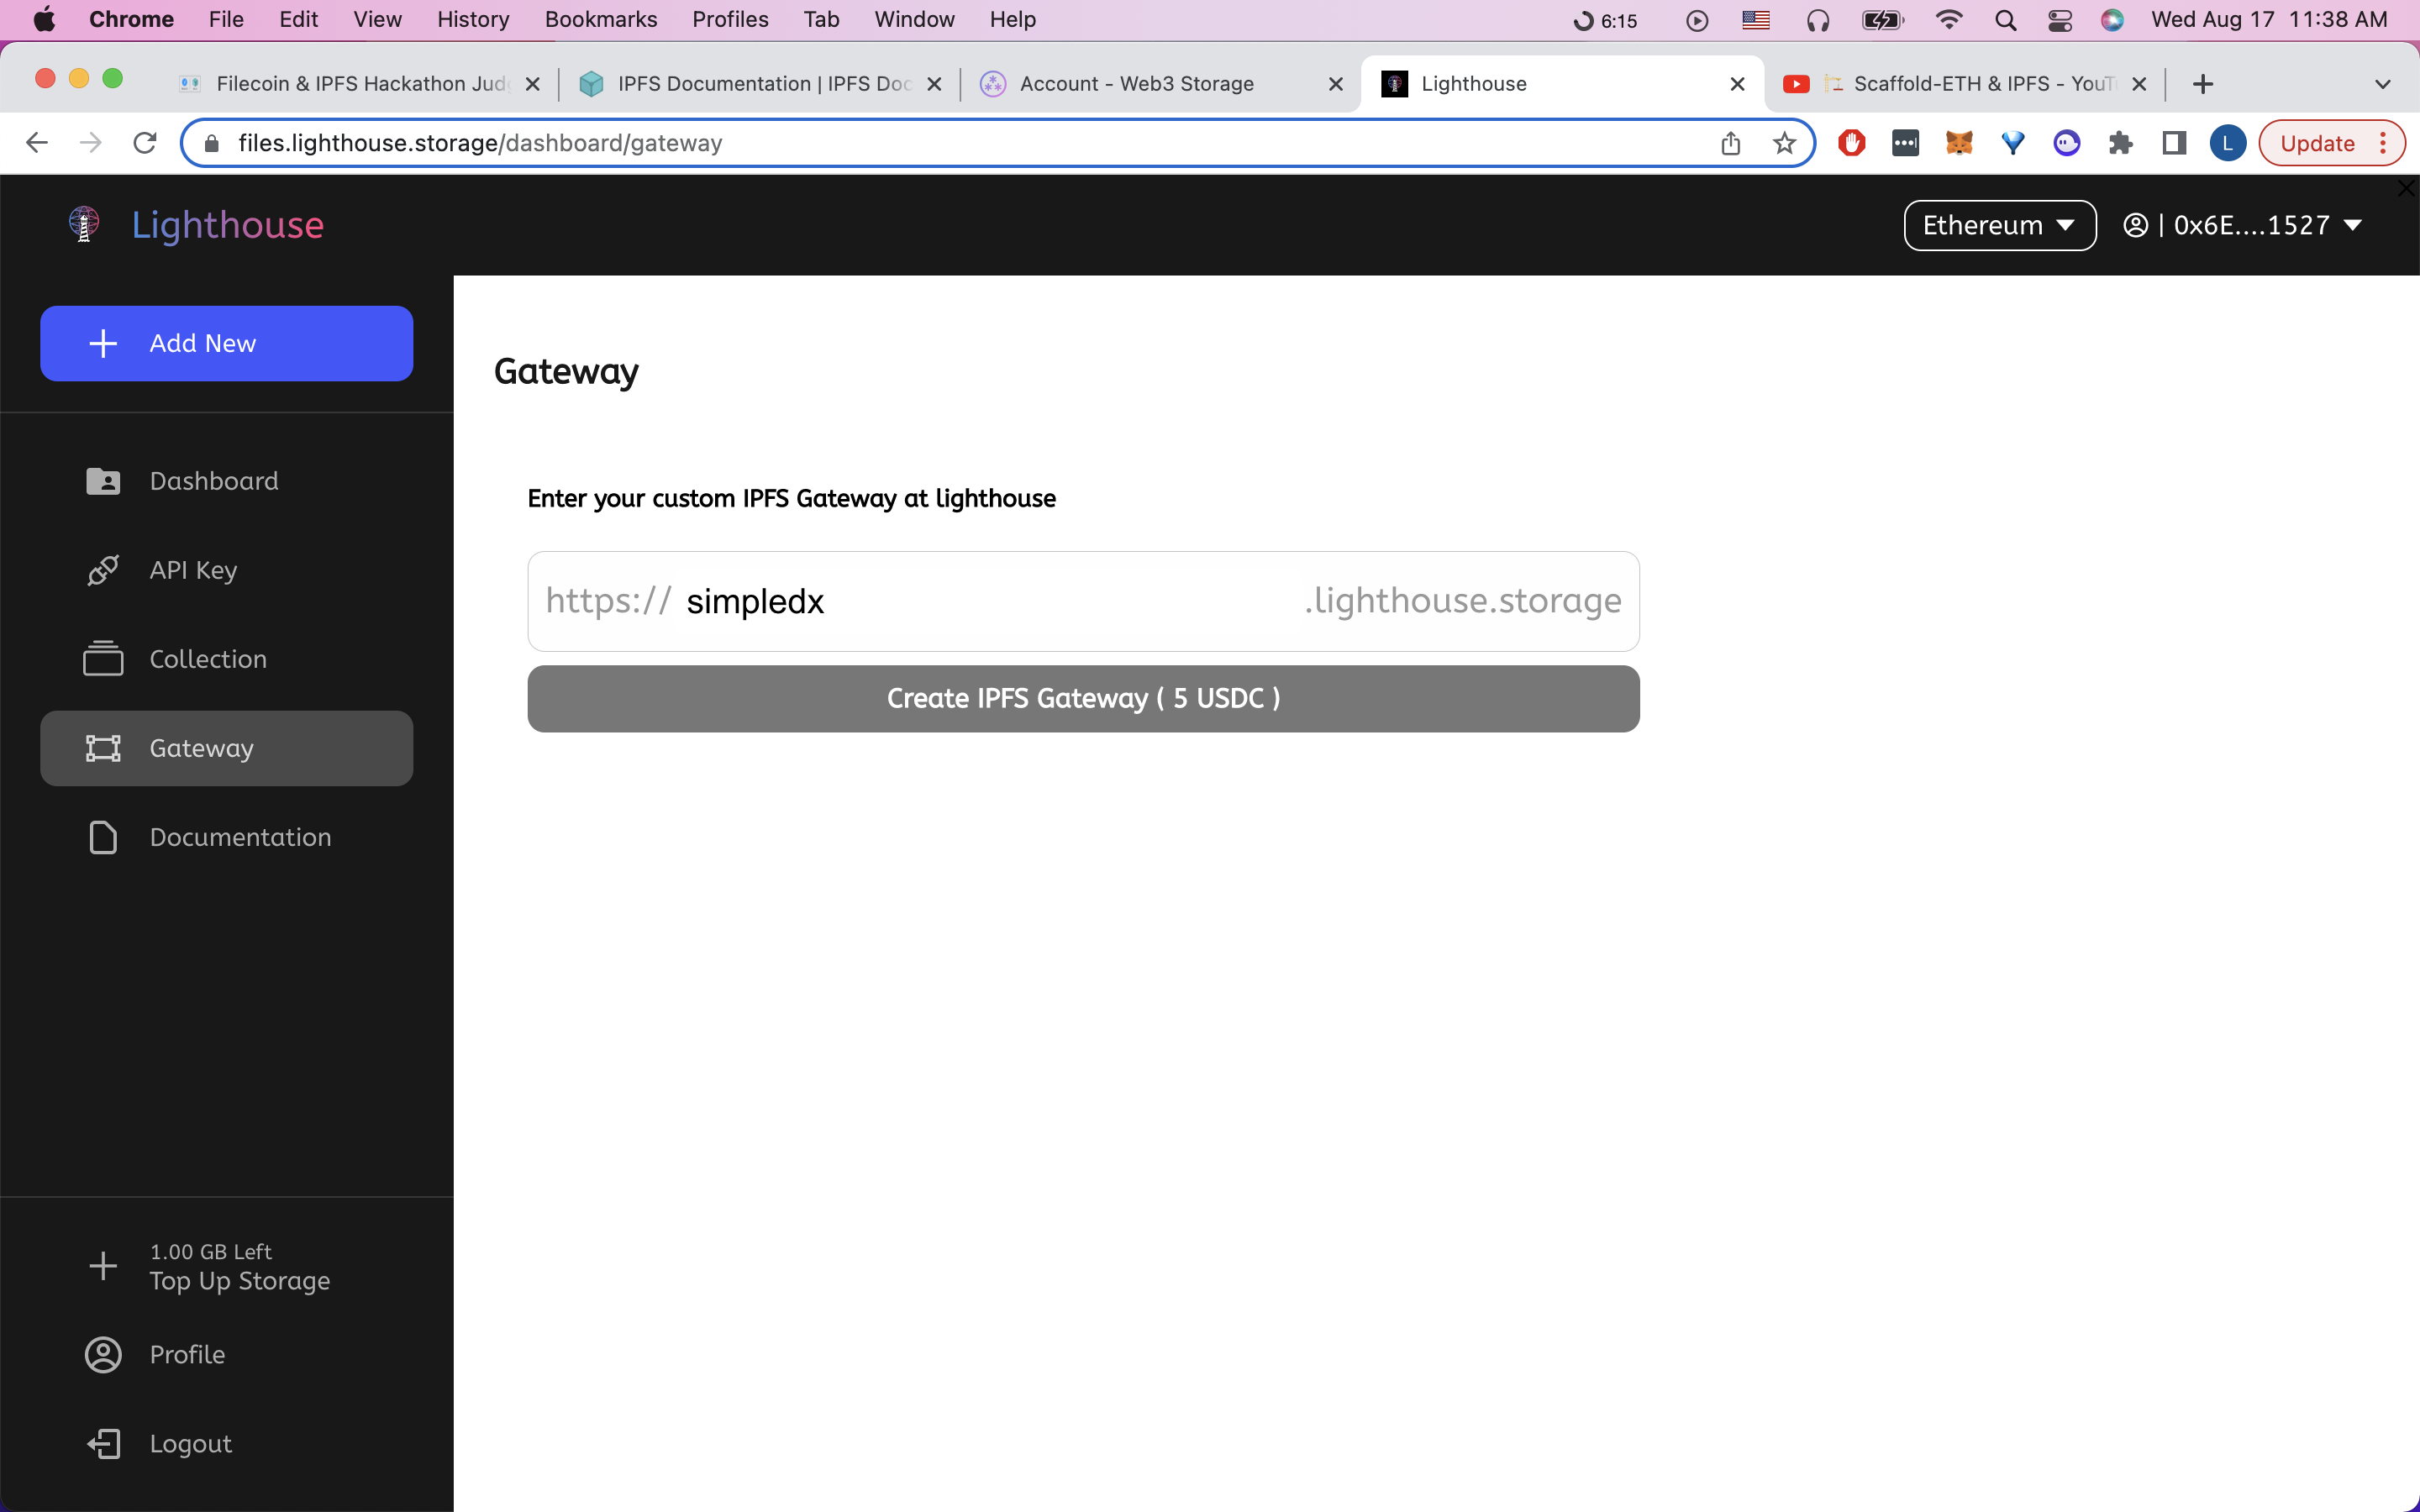 Chrome File Edit View History Bookmarks Profiles Tab Window Help 6:15 Wed Aug 17 11:38 AM
Filecoin & IPFS Hackathon Jud IPFS Documentation | IPFS Doc Account - Web3 Storage Lighthouse Scaffold-ETH & IPFS - YouT
files.lighthouse.storage/dashboard/gateway L Update
Lighthouse Ethereum | 0x6E....1527
Add New
Gateway
Dashboard
Enter your custom IPFS Gateway at lighthouse
API Key
https:// simpledx .lighthouse.storage
Collection
Create IPFS Gateway ( 5 USDC )
Gateway
Documentation
1.00 GB Left
Top Up Storage
Profile
Logout